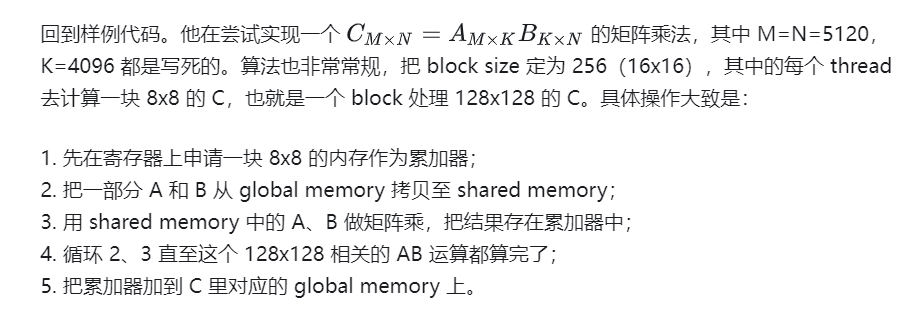 回到样例代码。他在尝试实现一个 C_{M×N} = A_{M×K}B_{K×N} 的矩阵乘法，其中 M=N=5120，
K=4096 都是写死的。算法也非常常规，把 block size 定为 256（16x16），其中的每个 thread
去计算一块 8x8 的 C，也就是一个 block 处理 128x128 的 C。具体操作大致是：
1. 先在寄存器上申请一块 8x8 的内存作为累加器；
2. 把一部分 A 和 B 从 global memory 拷贝至 shared memory；
3. 用 shared memory 中的 A、B 做矩阵乘，把结果存在累加器中；
4. 循环 2、3 直至这个 128x128 相关的 AB 运算都算完了；
5. 把累加器加到 C 里对应的 global memory 上。